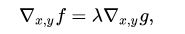 ∇x,y f = λ∇x,y g,